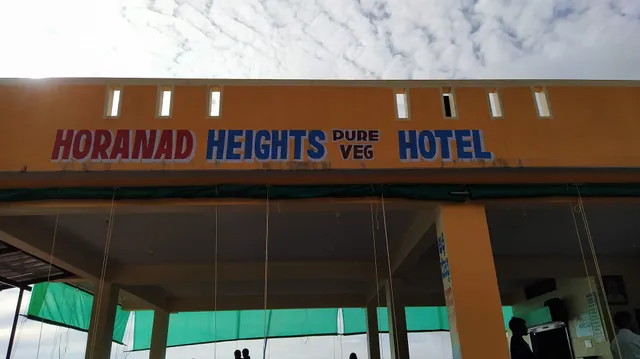 HORANAD HEIGHTS PURE VEG HOTEL